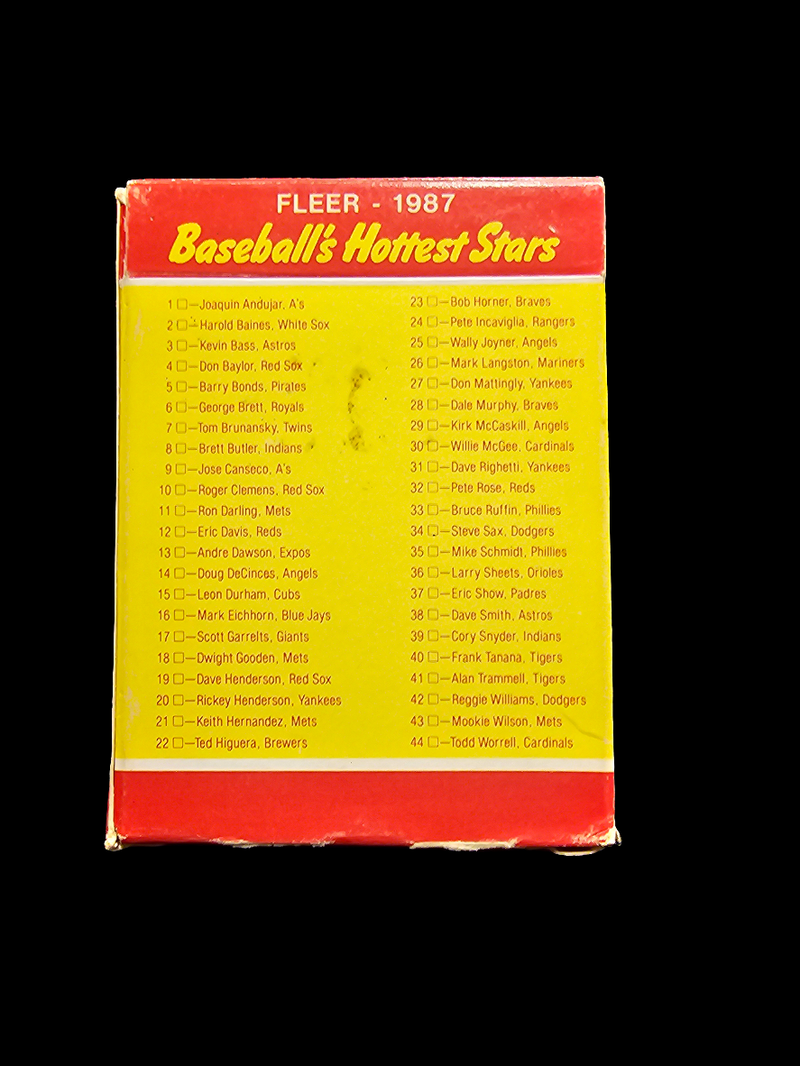 FLEER - 1987
Baseball's Hottest Stars
1 ☐—Joaquin Andujar, A's
2 ☐—Harold Baines, White Sox
3 ☐—Kevin Bass, Astros
4 ☐—Don Baylor, Red Sox
5 ☐—Barry Bonds, Pirates
6 ☐—George Brett, Royals
7 ☐—Tom Brunansky, Twins
8 ☐—Brett Butler, Indians
9 ☐—Jose Canseco, A's
10 ☐—Roger Clemens, Red Sox
11 ☐—Ron Darling, Mets
12 ☐—Eric Davis, Reds
13 ☐—Andre Dawson, Expos
14 ☐—Doug DeCinces, Angels
15 ☐—Leon Durham, Cubs
16 ☐—Mark Eichhorn, Blue Jays
17 ☐—Scott Garrelts, Giants
18 ☐—Dwight Gooden, Mets
19 ☐—Dave Henderson, Red Sox
20 ☐—Rickey Henderson, Yankees
21 ☐—Keith Hernandez, Mets
22 ☐—Ted Higuera, Brewers
23 ☐—Bob Horner, Braves
24 ☐—Pete Incaviglia, Rangers
25 ☐—Wally Joyner, Angels
26 ☐—Mark Langston, Mariners
27 ☐—Don Mattingly, Yankees
28 ☐—Dale Murphy, Braves
29 ☐—Kirk McCaskill, Angels
30 ☐—Willie McGee, Cardinals
31 ☐—Dave Righetti, Yankees
32 ☐—Pete Rose, Reds
33 ☐—Bruce Ruffin, Phillies
34 ☐—Steve Sax, Dodgers
35 ☐—Mike Schmidt, Phillies
36 ☐—Larry Sheets, Orioles
37 ☐—Eric Show, Padres
38 ☐—Dave Smith, Astros
39 ☐—Cory Snyder, Indians
40 ☐—Frank Tanana, Tigers
41 ☐—Alan Trammell, Tigers
42 ☐—Reggie Williams, Dodgers
43 ☐—Mookie Wilson, Mets
44 ☐—Todd Worrell, Cardinals